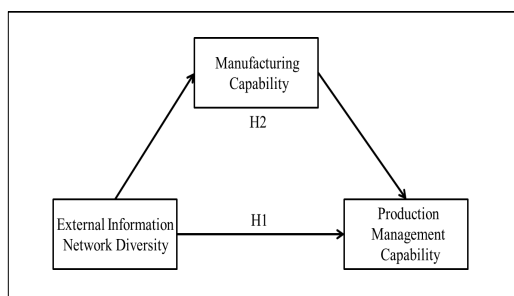 Manufacturing
Capability
H2
External Information
Network Diversity
H1
Production
Management
Capability